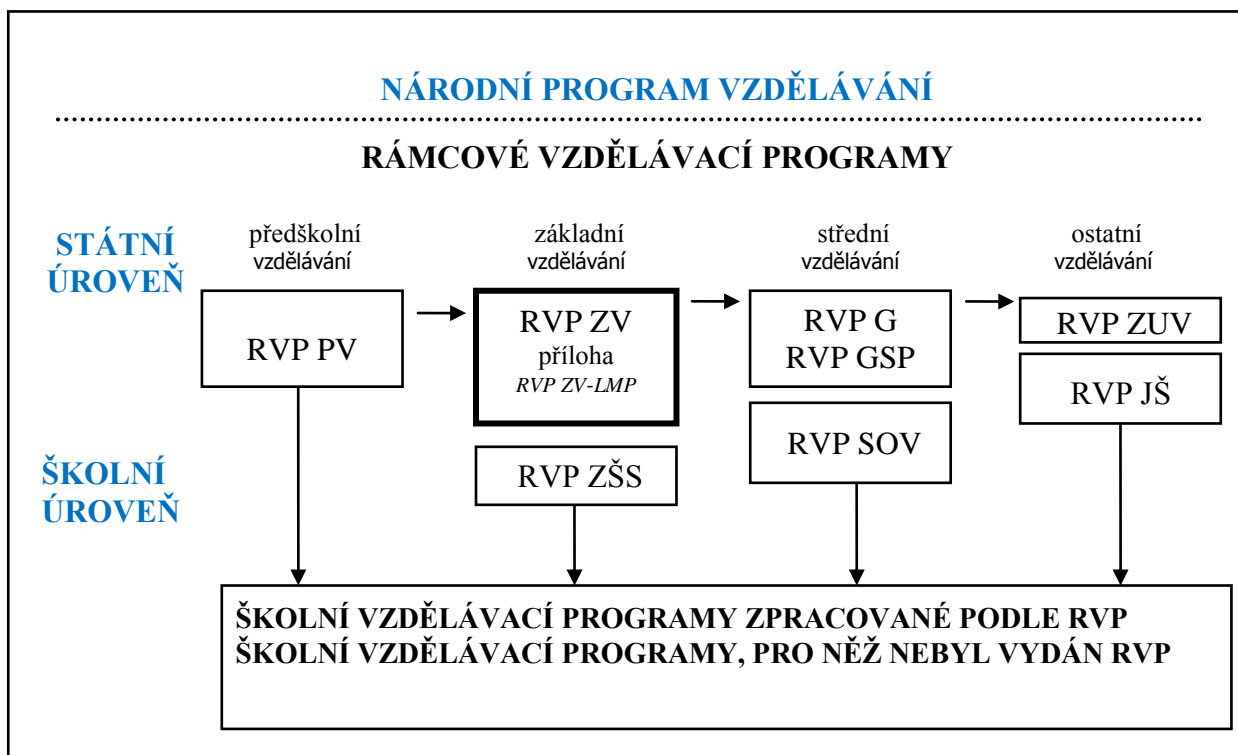 NÁRODNÍ PROGRAM VZDĚLÁVÁNÍ
RÁMCOVÉ VZDĚLÁVACÍ PROGRAMY
STÁTNÍ
ÚROVEŇ
předškolní
vzdělávání
základní
vzdělávání
střední
vzdělávání
ostatní
vzdělávání
RVP PV
RVP ZV
příloha
RVP ZV-LMP
RVP G
RVP GSP
RVP ZUV
RVP JŠ
RVP SOV
RVP ZŠS
ŠKOLNÍ
ÚROVEŇ
ŠKOLNÍ VZDĚLÁVACÍ PROGRAMY ZPRACOVANÉ PODLE RVP
ŠKOLNÍ VZDĚLÁVACÍ PROGRAMY, PRO NĚŽ NEBYL VYDÁN RVP